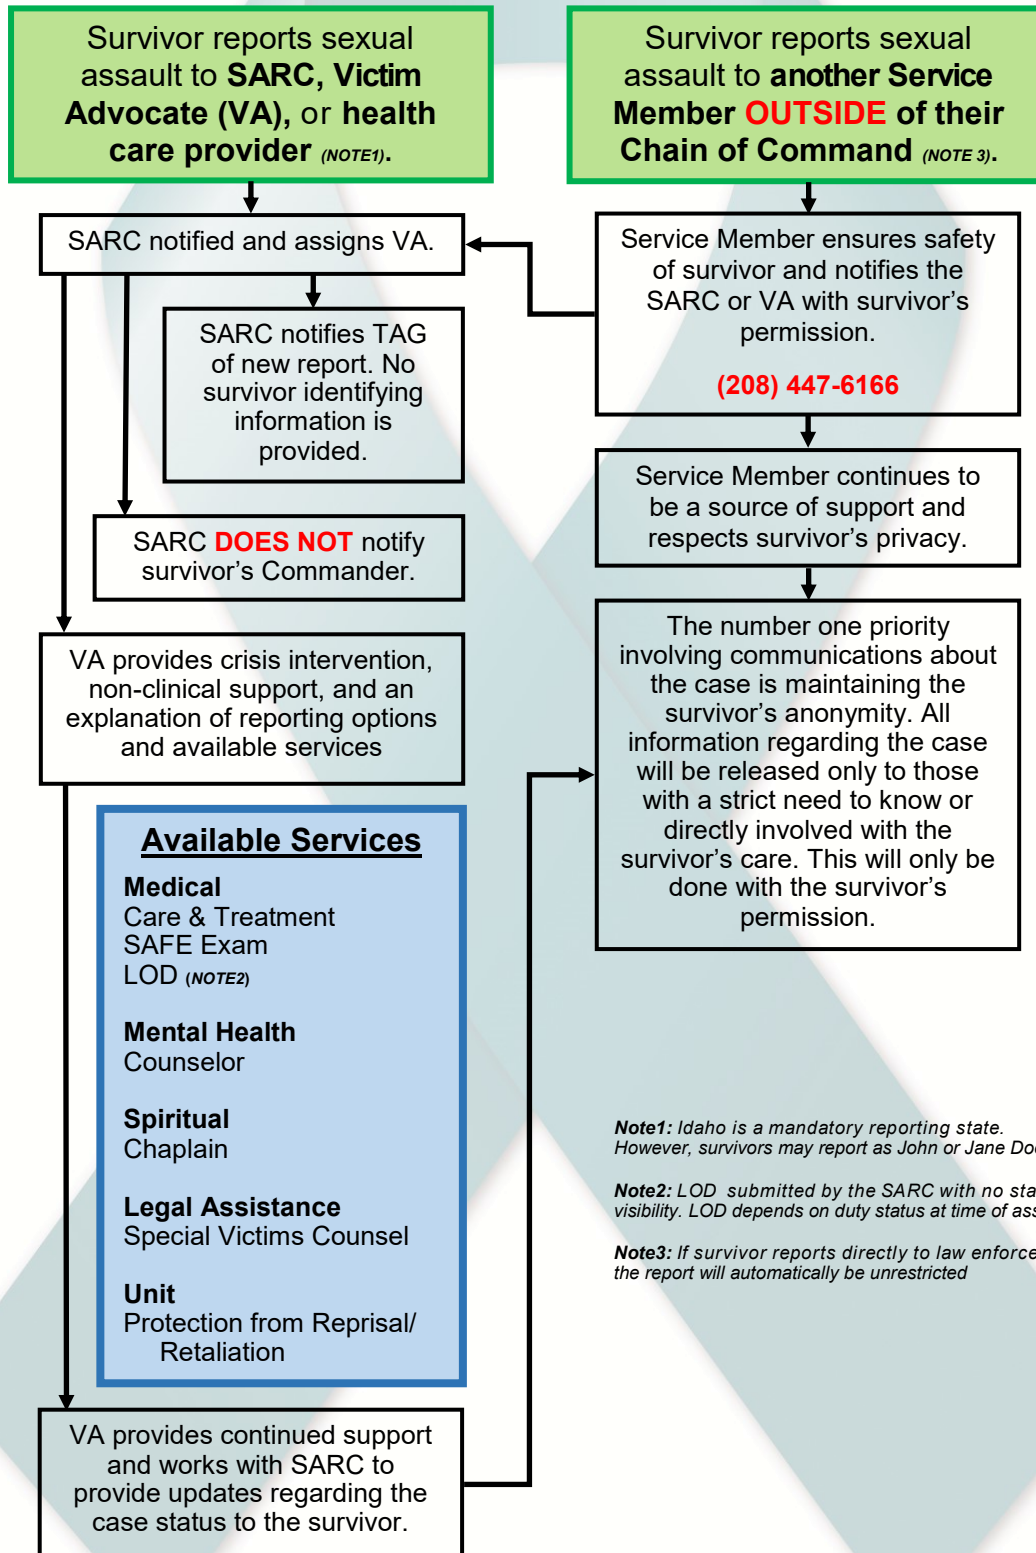 Survivor reports sexual
assault to SARC, Victim
Advocate (VA), or health
care provider (NOTE1).
SARC notified and assigns VA.
SARC notifies TAG
of new report. No
survivor identifying
information is
provided.
SARC DOES NOT notify
survivor's Commander.
VA provides crisis intervention,
non-clinical support, and an
explanation of reporting options
and available services
Available Services
Medical
Care & Treatment
SAFE Exam
LOD (NOTE2)
Mental Health
Counselor
Spiritual
Chaplain
Legal Assistance
Special Victims Counsel
Unit
Protection from Reprisal/
Retaliation
VA provides continued support
and works with SARC to
provide updates regarding the
case status to the survivor.
Survivor reports sexual
assault to another Service
Member OUTSIDE of their
Chain of Command (NOTE 3).
Service Member ensures safety
of survivor and notifies the
SARC or VA with survivor's
permission.
(208) 447-6166
Service Member continues to
be a source of support and
respects survivor's privacy.
The number one priority
involving communications about
the case is maintaining the
survivor's anonymity. All
information regarding the case
will be released only to those
with a strict need to know or
directly involved with the
survivor's care. This will only be
done with the survivor's
permission.
Note1: Idaho is a mandatory reporting state.
However, survivors may report as John or Jane
Note2: LOD submitted by the SARC with no
visibility. LOD depends on duty status at time of
Note3: If survivor reports directly to law
the report will automatically be unrestricted